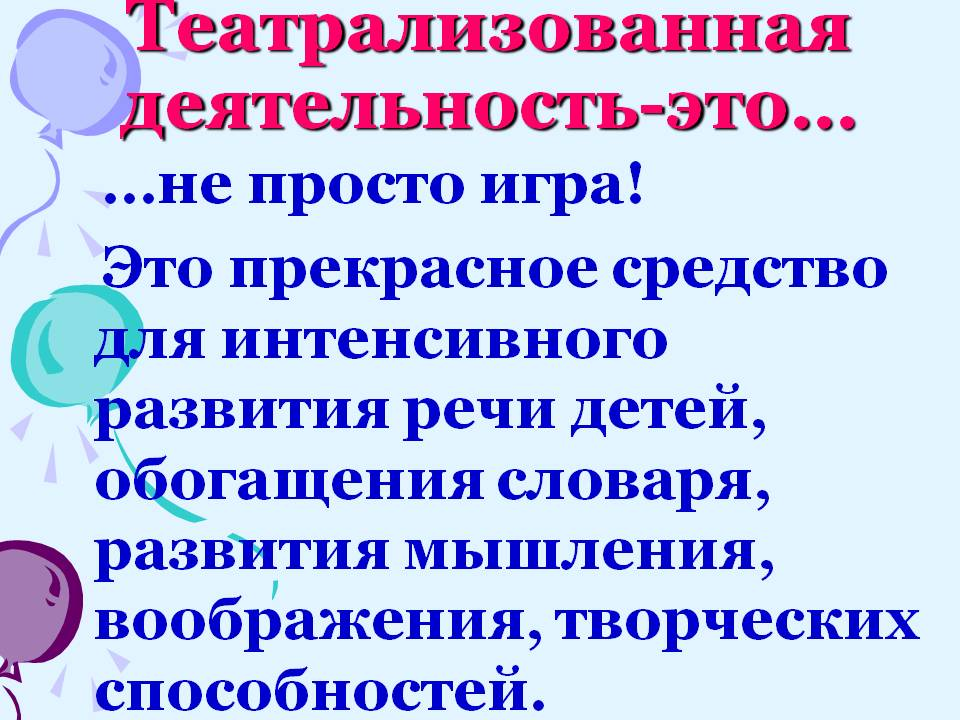 Театрализованная
деятельность-это...
...не просто игра!
Это прекрасное средство
для интенсивного
развития речи детей,
обогащения словаря,
развития мышления,
воображения, творческих
способностей.